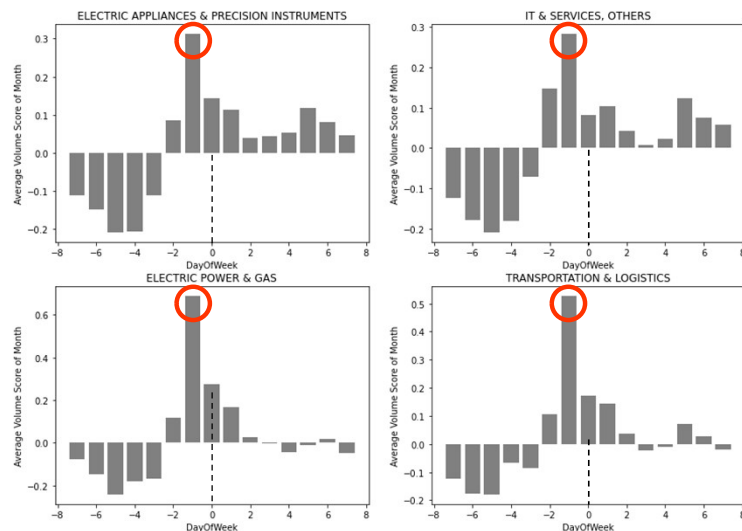 ELECTRIC APPLIANCES & PRECISION INSTRUMENTS
Average Volume Score of Month
0.3
0.2
0.1
0.0
−0.1
−0.2
−8 −6 −4 −2 0 2 4 6 8
DayOfWeek
IT & SERVICES, OTHERS
Average Volume Score of Month
0.3
0.2
0.1
0.0
−0.1
−0.2
−8 −6 −4 −2 0 2 4 6 8
DayOfWeek
ELECTRIC POWER & GAS
Average Volume Score of Month
0.6
0.4
0.2
0.0
−0.2
−8 −6 −4 −2 0 2 4 6 8
DayOfWeek
TRANSPORTATION & LOGISTICS
Average Volume Score of Month
0.5
0.4
0.3
0.2
0.1
0.0
−0.1
−0.2
−8 −6 −4 −2 0 2 4 6 8
DayOfWeek